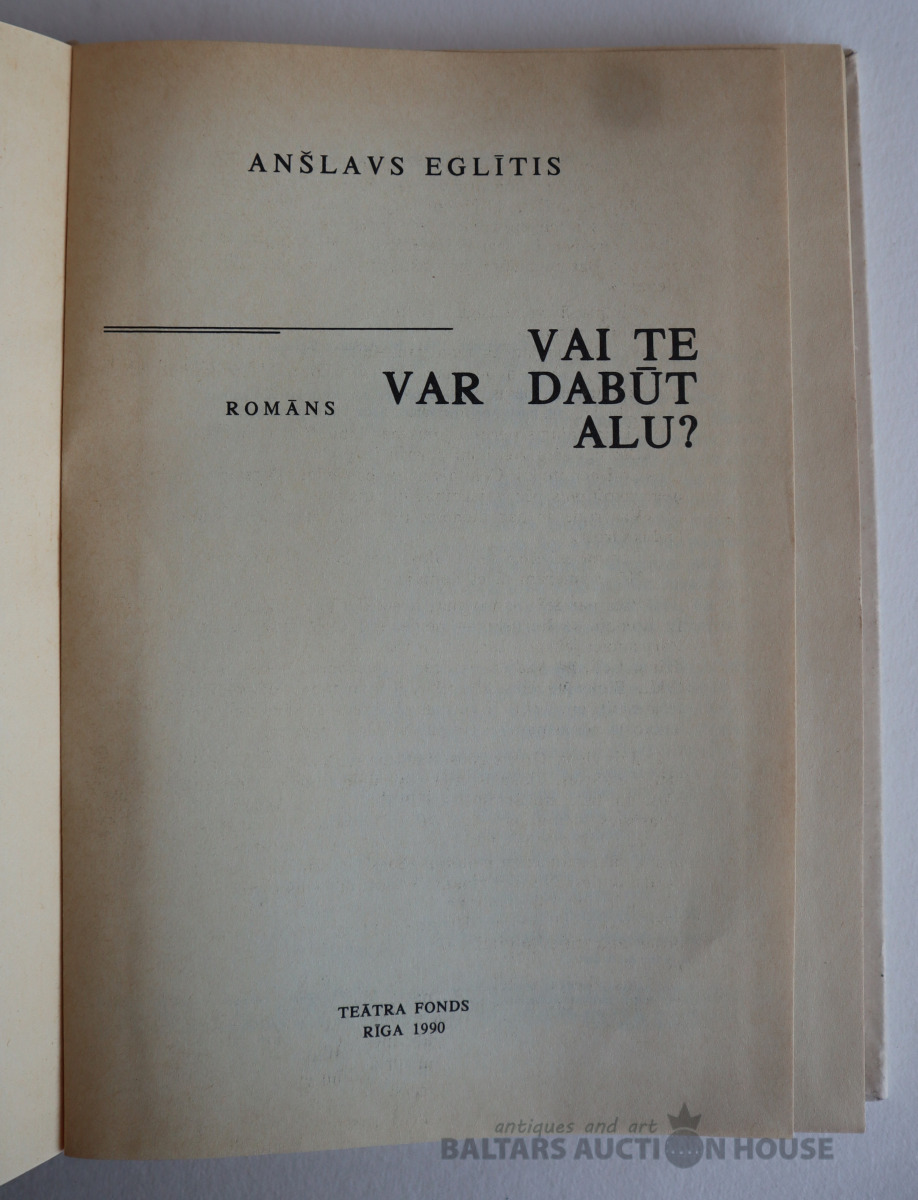 ANŠLAVS EGLĪTIS
VAI TE
VAR DABŪT
ALU?
ROMĀNS
TEĀTRA FONDS
RĪGA 1990
antiques and art
BALTARS AUCTION HOUSE